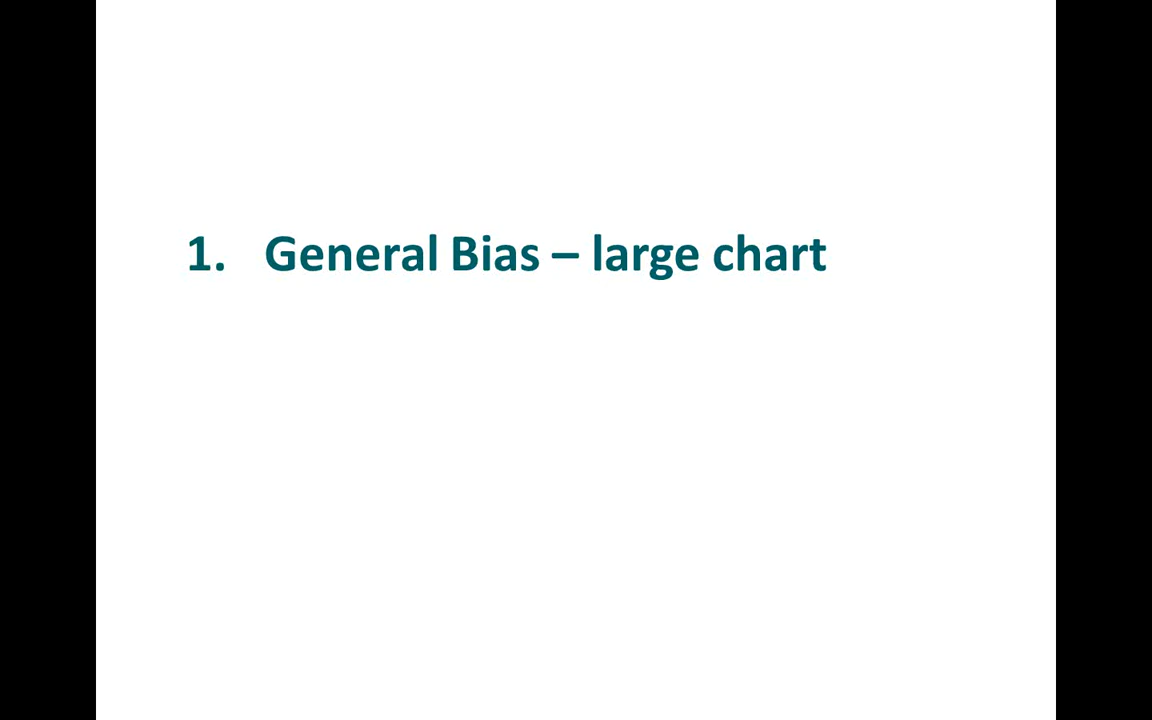 1. General Bias – large chart